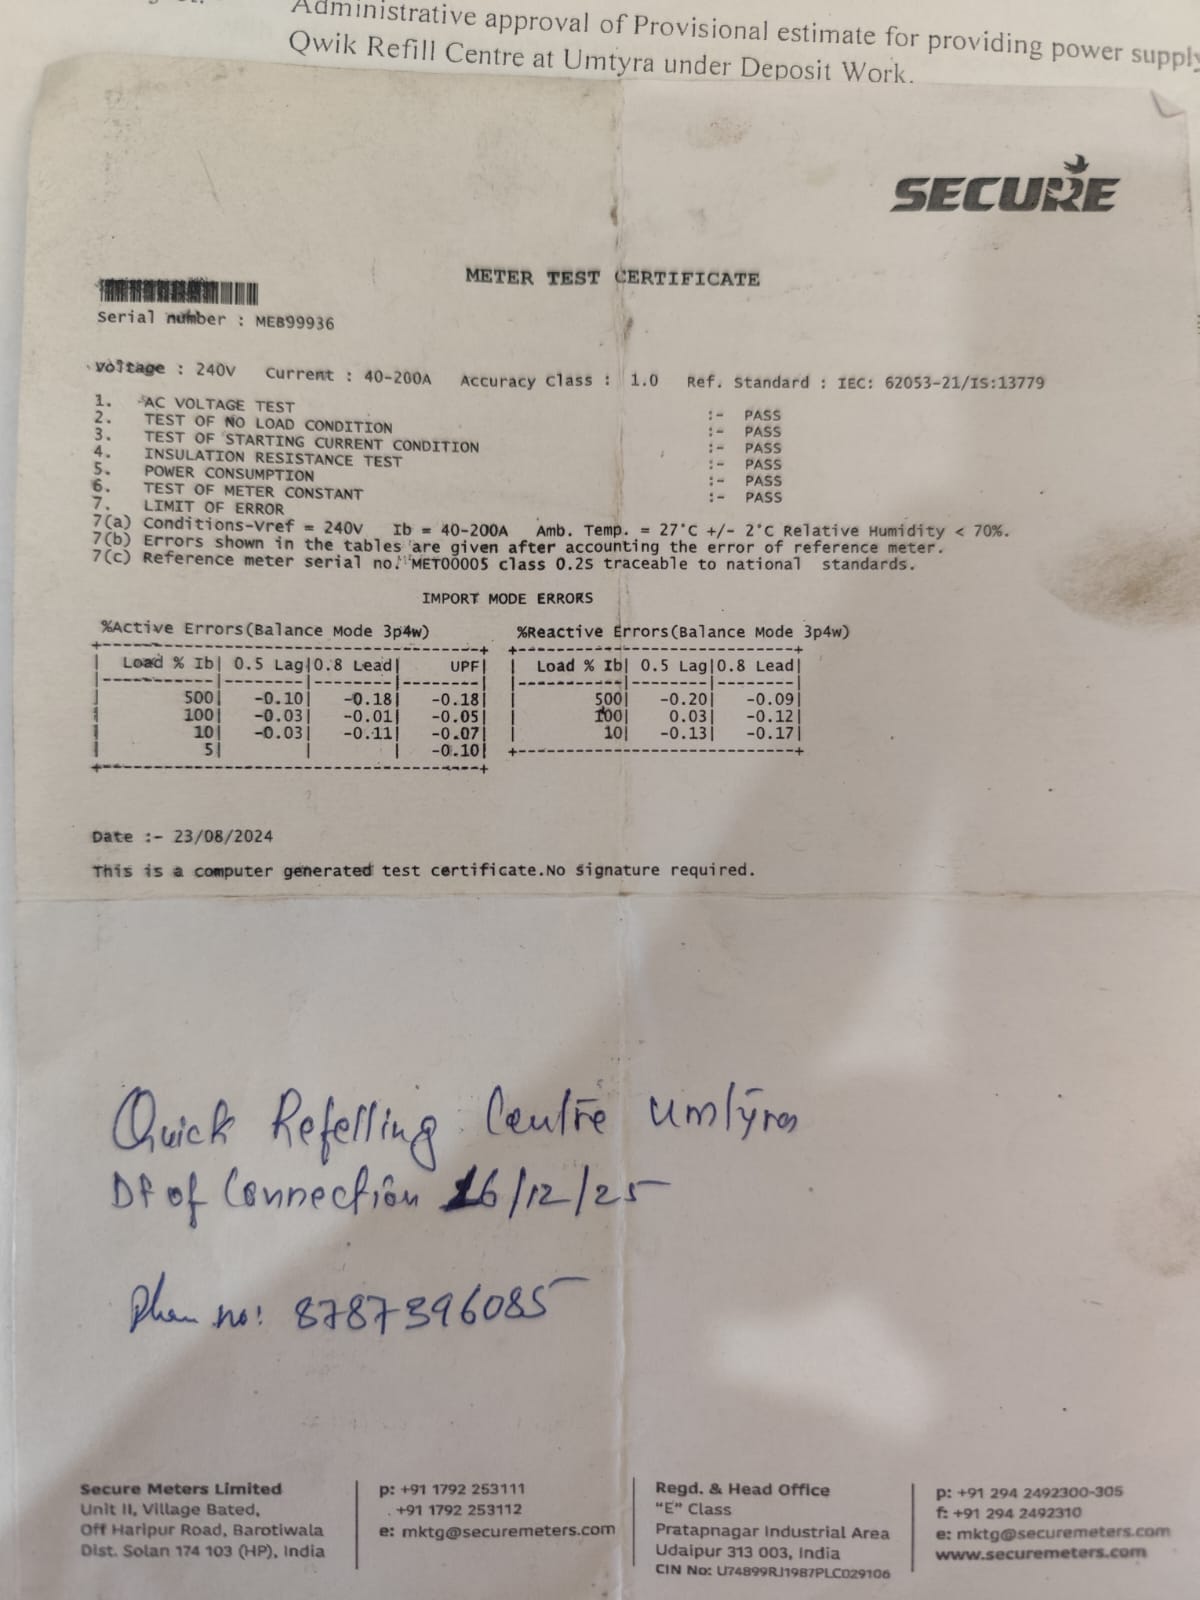 Administrative approval of Provisional estimate for providing power supply
Qwik Refill Centre at Umtyra under Deposit Work.
SECURE
METER TEST CERTIFICATE
Serial number : MEB99936
Voltage : 240V Current : 40-200A Accuracy Class : 1.0 Ref. Standard : IEC: 62053-21/IS:13779
1. AC VOLTAGE TEST :- PASS
2. TEST OF NO LOAD CONDITION :- PASS
3. TEST OF STARTING CURRENT CONDITION :- PASS
4. INSULATION RESISTANCE TEST :- PASS
5. POWER CONSUMPTION :- PASS
6. TEST OF METER CONSTANT :- PASS
7. LIMIT OF ERROR
7(a) Conditions-Vref = 240V Ib = 40-200A Amb. Temp. = 27°C +/- 2°C Relative Humidity < 70%.
7(b) Errors shown in the tables are given after accounting the error of reference meter.
7(c) Reference meter serial no. MET00005 class 0.2S traceable to national standards.
IMPORT MODE ERRORS
%Active Errors(Balance Mode 3p4w)
Load % Ib| 0.5 Lag|0.8 Lead| UPF|
500| -0.10| -0.18| -0.18|
100| -0.03| -0.01| -0.05|
10| -0.03| -0.11| -0.07|
5| | | -0.10|
%Reactive Errors(Balance Mode 3p4w)
Load % Ib| 0.5 Lag|0.8 Lead|
500| -0.20| -0.09|
100| 0.03| -0.12|
10| -0.13| -0.17|
Date :- 23/08/2024
This is a computer generated test certificate.No signature required.
Quick Refelling Centre Umtyra
Dt of Connection 16/12/25
Phon no: 8787396085
Secure Meters Limited
Unit II, Village Bated,
Off Haripur Road, Barotiwala
Dist. Solan 174 103 (HP), India
p: +91 1792 253111
+91 1792 253112
e: mktg@securemeters.com
Regd. & Head Office
"E" Class
Pratapnagar Industrial Area
Udaipur 313 003, India
CIN No: U74899RJ1987PLC029106
p: +91 294 2492300-305
f: +91 294 2492310
e: mktg@securemeters.com
www.securemeters.com